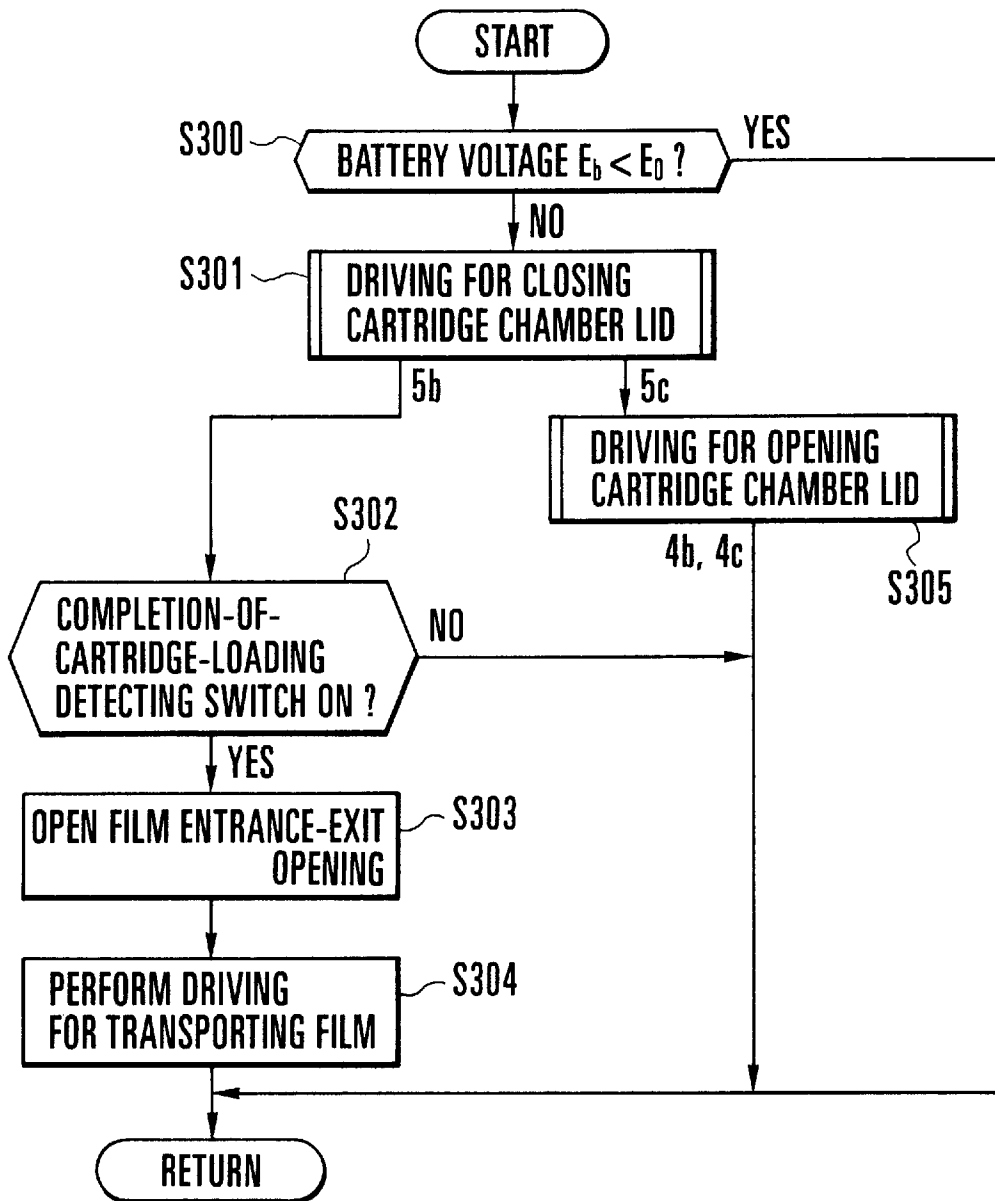 START
S300
BATTERY VOLTAGE Eb < E0 ?
YES
NO
S301
DRIVING FOR CLOSING
CARTRIDGE CHAMBER LID
5b
5c
DRIVING FOR OPENING
CARTRIDGE CHAMBER LID
4b, 4c
S305
S302
COMPLETION-OF-
CARTRIDGE-LOADING
DETECTING SWITCH ON ?
NO
YES
OPEN FILM ENTRANCE-EXIT
OPENING
S303
PERFORM DRIVING
FOR TRANSPORTING FILM
S304
RETURN